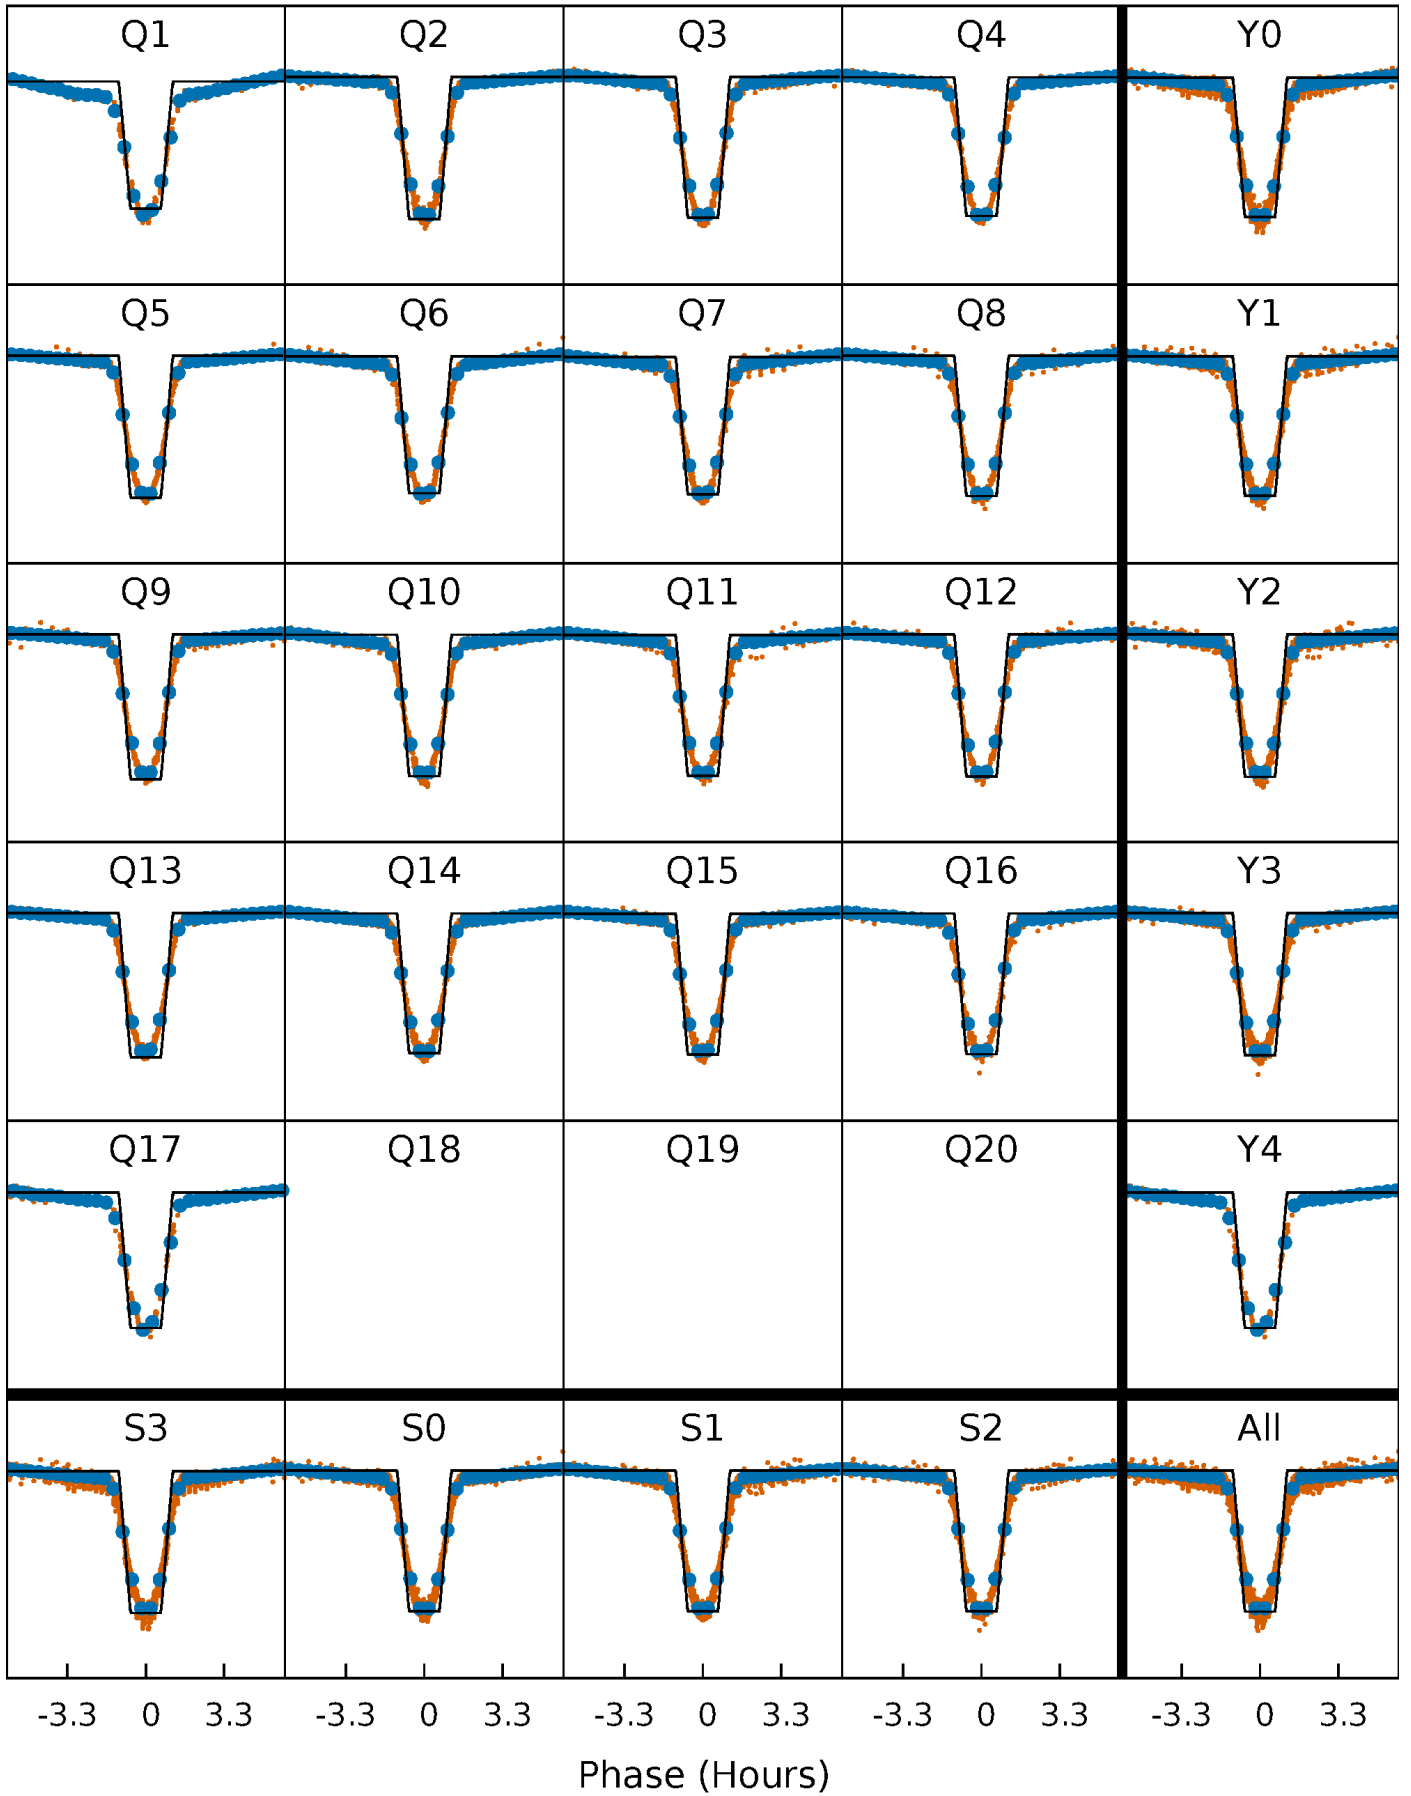 Q1 Q2 Q3 Q4 Y0
Q5 Q6 Q7 Q8 Y1
Q9 Q10 Q11 Q12 Y2
Q13 Q14 Q15 Q16 Y3
Q17 Q18 Q19 Q20 Y4
S3 S0 S1 S2 All
-3.3 0 3.3 -3.3 0 3.3 -3.3 0 3.3 -3.3 0 3.3 -3.3 0 3.3
Phase (Hours)